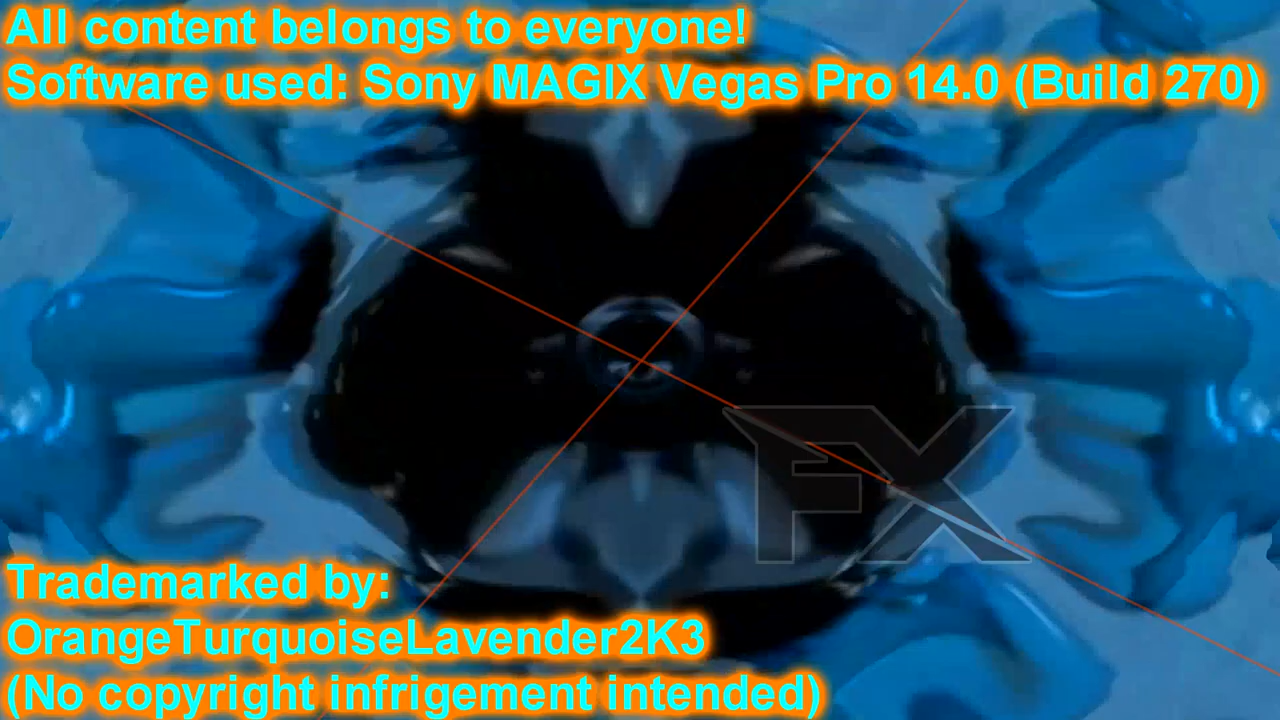 All content belongs to everyone!
Software used: Sony MAGIX Vegas Pro 14.0 (Build 270)
FX
Trademarked by:
OrangeTurquoiseLavender2K3
(No copyright infrigement intended)